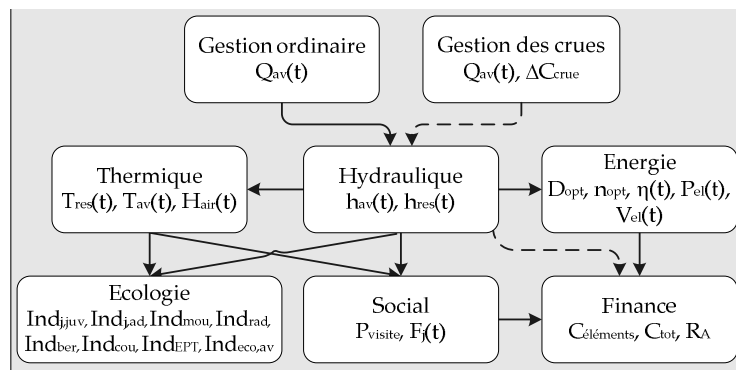 Gestion ordinaire
Qav(t)
Gestion des crues
Qav(t), ΔCcrue
Thermique
Tres(t), Tav(t), Hair(t)
Hydraulique
hav(t), hres(t)
Energie
Dopt, nopt, η(t), Pel(t),
Vel(t)
Ecologie
Indj,juv, Indj,ad, Indmou, Indrad,
Indber, Indcou, IndEPT, Indeco,av
Social
Pvisite, Fj(t)
Finance
Céléments, Ctot, RA